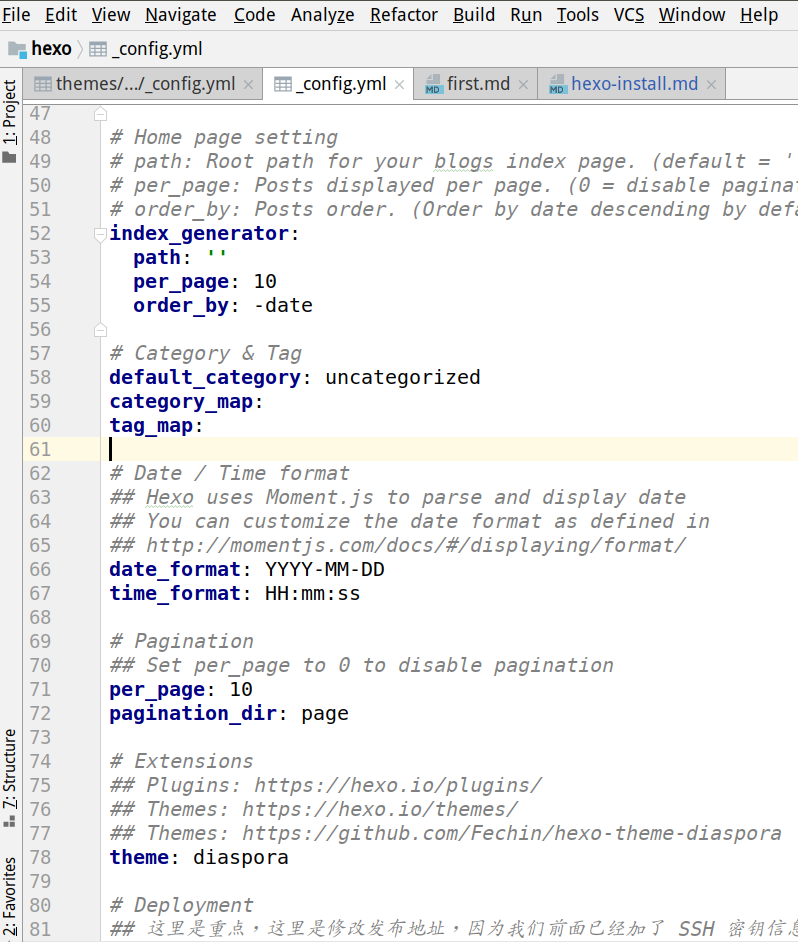 File Edit View Navigate Code Analyze Refactor Build Run Tools VCS Window Help
hexo _config.yml
themes/.../_config.yml _config.yml first.md hexo-install.md
1: Project
7: Structure
2: Favorites
47
48 # Home page setting
49 # path: Root path for your blogs index page. (default = '
50 # per_page: Posts displayed per page. (0 = disable paginat
51 # order_by: Posts order. (Order by date descending by defa
52 index_generator:
53 path: ''
54 per_page: 10
55 order_by: -date
56
57 # Category & Tag
58 default_category: uncategorized
59 category_map:
60 tag_map:
61
62 # Date / Time format
63 ## Hexo uses Moment.js to parse and display date
64 ## You can customize the date format as defined in
65 ## http://momentjs.com/docs/#/displaying/format/
66 date_format: YYYY-MM-DD
67 time_format: HH:mm:ss
68
69 # Pagination
70 ## Set per_page to 0 to disable pagination
71 per_page: 10
72 pagination_dir: page
73
74 # Extensions
75 ## Plugins: https://hexo.io/plugins/
76 ## Themes: https://hexo.io/themes/
77 ## Themes: https://github.com/Fechin/hexo-theme-diaspora
78 theme: diaspora
79
80 # Deployment
81 ## 这里是重点，这里是修改发布地址，因为我们前面已经加了 SSH 密钥信息